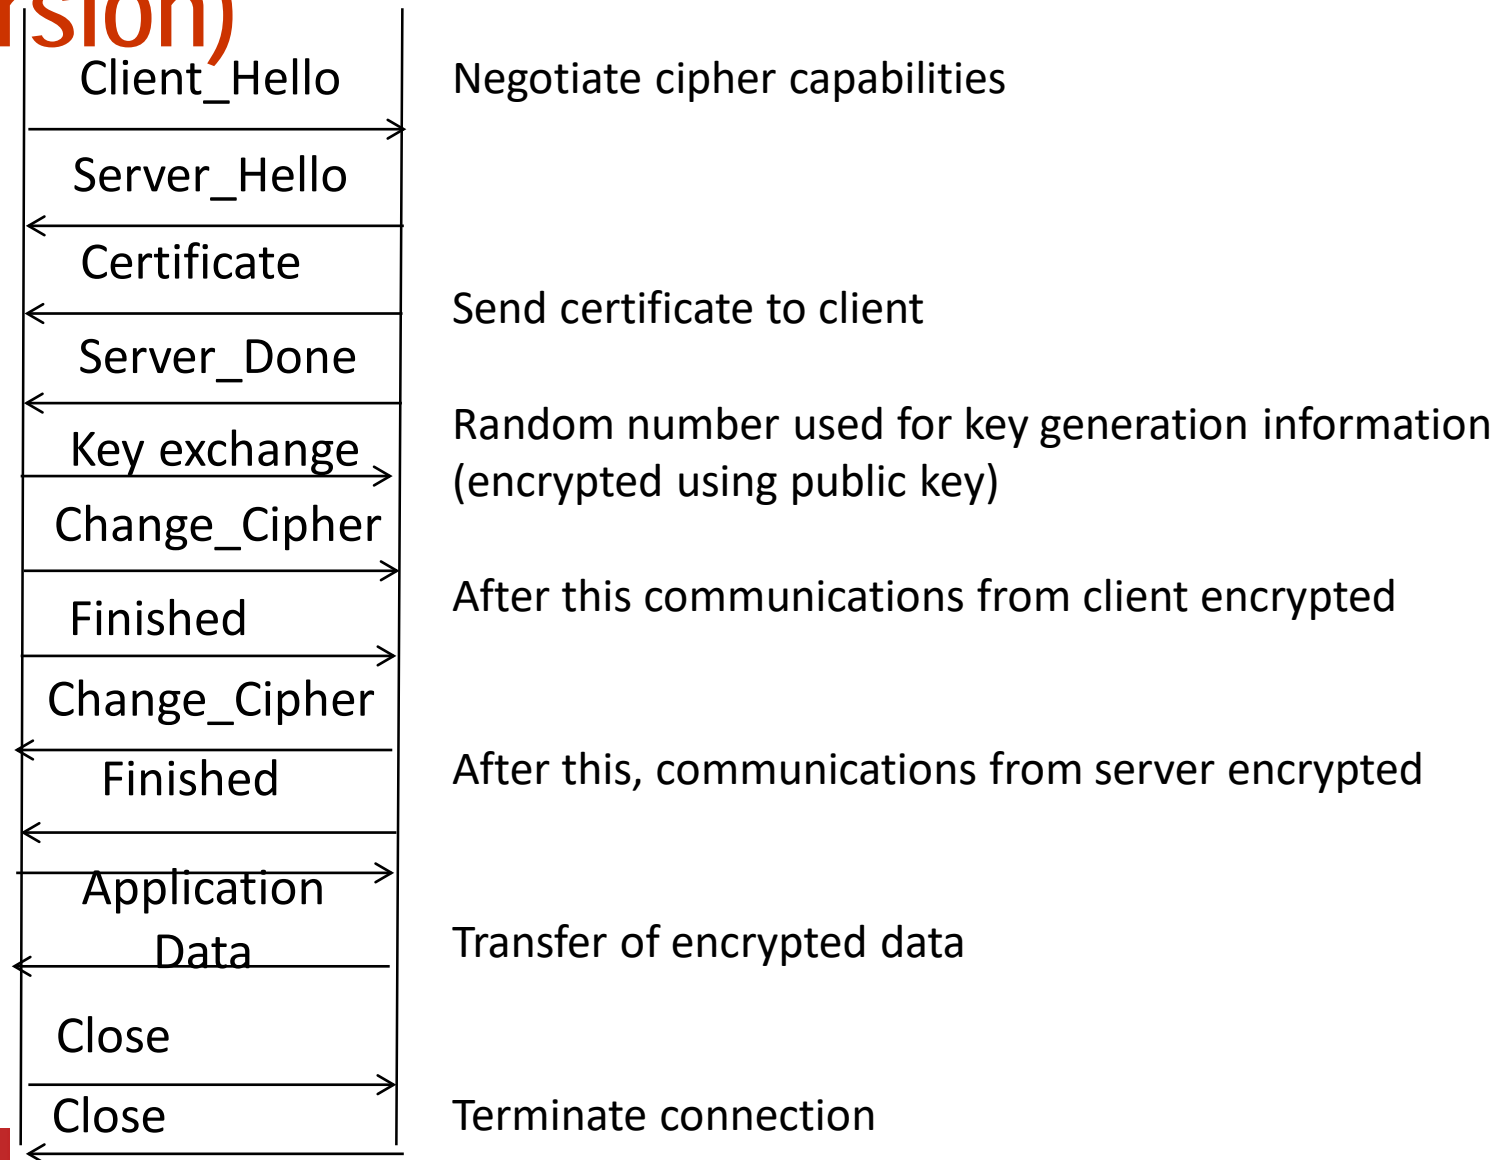 rsion)
Client_Hello
Negotiate cipher capabilities
Server_Hello
Certificate
Send certificate to client
Server_Done
Random number used for key generation information
(encrypted using public key)
Key exchange
Change_Cipher
After this communications from client encrypted
Finished
Change_Cipher
After this, communications from server encrypted
Finished
Application
Data
Transfer of encrypted data
Close
Close
Terminate connection